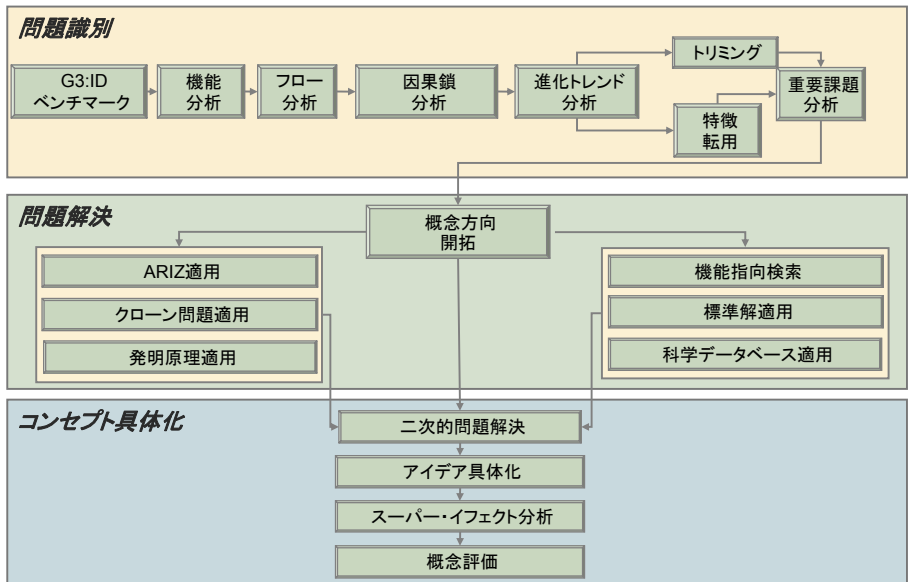 問題識別
G3:ID
ベンチマーク
機能
分析
フロー
分析
因果鎖
分析
進化トレンド
分析
トリミング
特徴
転用
重要課題
分析
問題解決
概念方向
開拓
ARIZ適用
クローン問題適用
発明原理適用
機能指向検索
標準解適用
科学データベース適用
コンセプト具体化
二次的問題解決
アイデア具体化
スーパー・イフェクト分析
概念評価